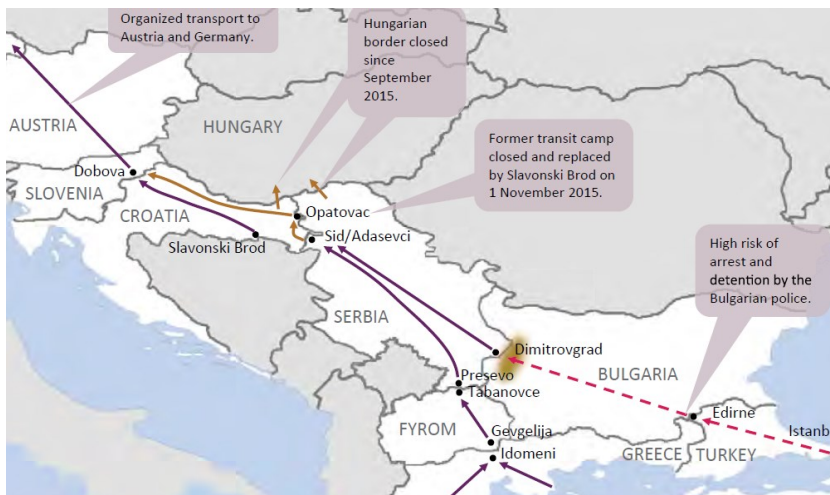 Organized transport to
Austria and Germany.
Hungarian
border closed
since
September
2015.
AUSTRIA
HUNGARY
Former transit camp
closed and replaced
by Slavonski Brod on
1 November 2015.
Dobova
SLOVENIA
CROATIA
Opatovac
Slavonski Brod
Sid/Adasevci
High risk of
arrest and
detention by the
Bulgarian police.
SERBIA
Dimitrovgrad
BULGARIA
Presevo
Tabanovce
Edirne
Istanb
FYROM
Gevgelija
Idomeni
GREECE
TURKEY